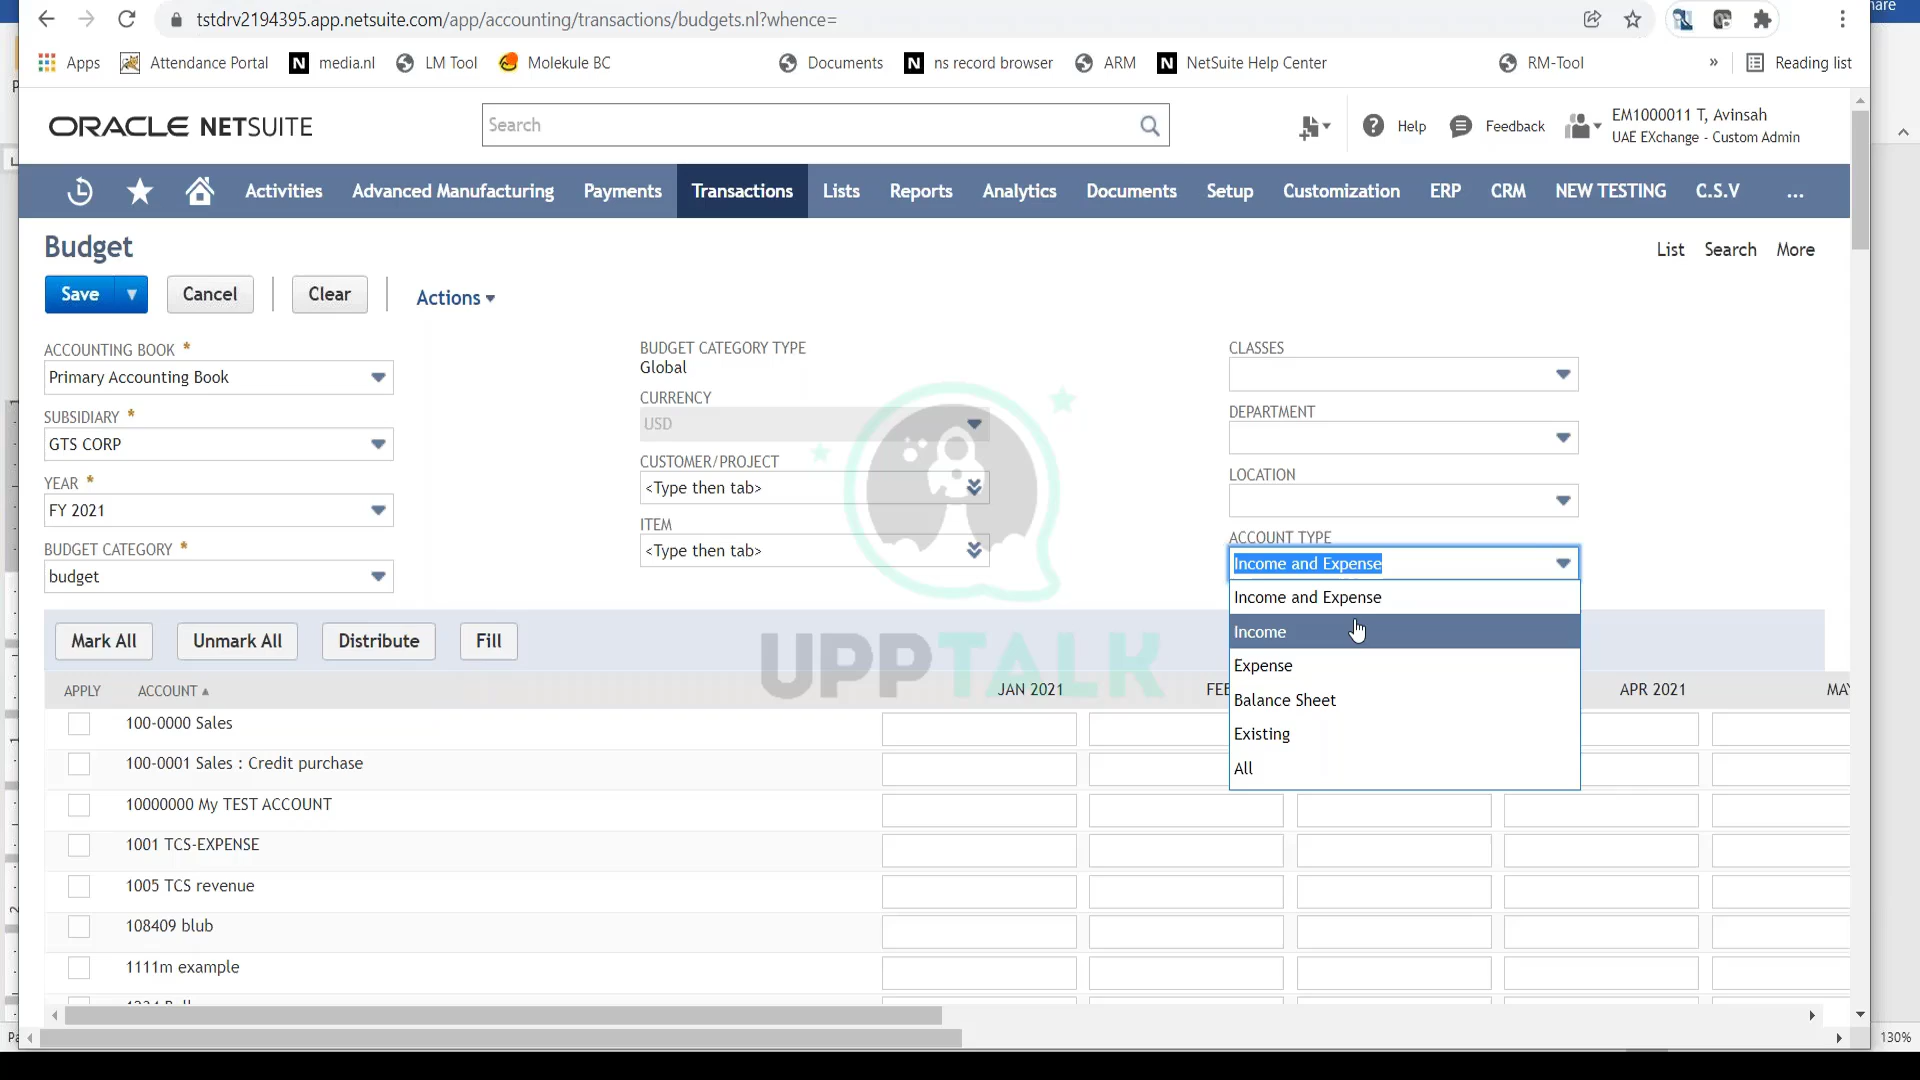 tstdrv2194395.app.netsuite.com/app/accounting/transactions/budgets.nl?whence=
Apps Attendance Portal media.nl LM Tool Molekule BC Documents ns record browser ARM NetSuite Help Center RM-Tool » Reading list
ORACLE NETSUITE
Search
Help Feedback
EM1000011 T, Avinsah
UAE EXchange - Custom Admin
Activities Advanced Manufacturing Payments Transactions Lists Reports Analytics Documents Setup Customization ERP CRM NEW TESTING C.S.V ...
Budget
List Search More
Save Cancel Clear Actions
ACCOUNTING BOOK *
Primary Accounting Book
SUBSIDIARY *
GTS CORP
YEAR *
FY 2021
BUDGET CATEGORY *
budget
BUDGET CATEGORY TYPE
Global
CURRENCY
USD
CUSTOMER/PROJECT
<Type then tab>
ITEM
<Type then tab>
CLASSES
DEPARTMENT
LOCATION
ACCOUNT TYPE
Income and Expense
Income and Expense
Income
Expense
Balance Sheet
Existing
All
UPPTALK
Mark All Unmark All Distribute Fill
APPLY ACCOUNT JAN 2021 APR 2021
100-0000 Sales
100-0001 Sales : Credit purchase
10000000 My TEST ACCOUNT
1001 TCS-EXPENSE
1005 TCS revenue
108409 blub
1111m example
130%